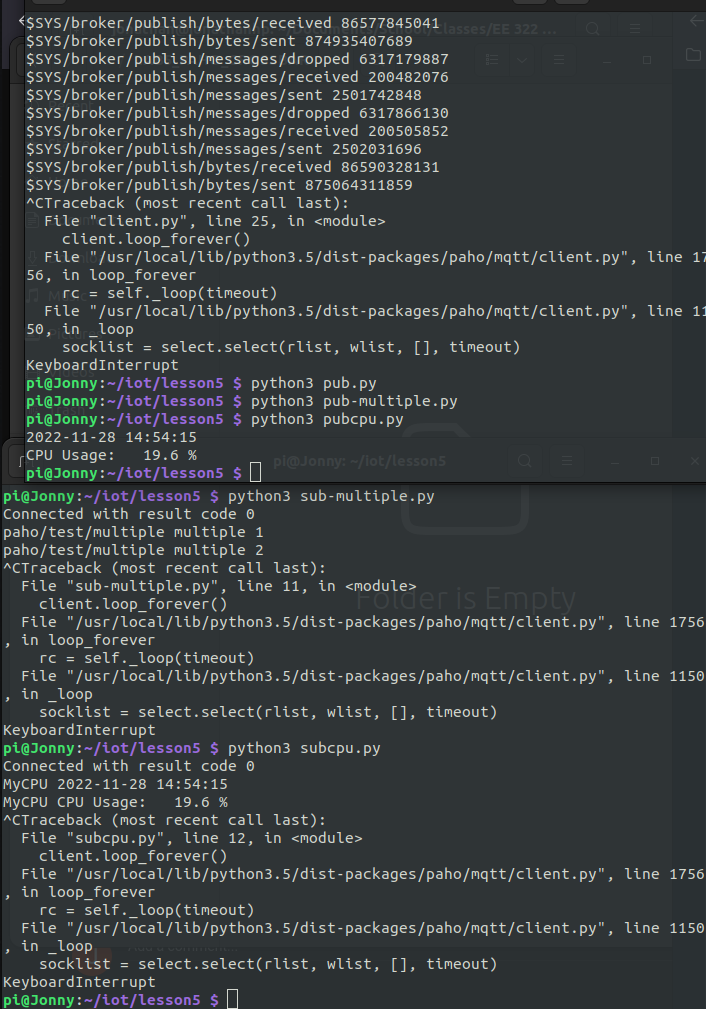 $SYS/broker/publish/bytes/received 86577845041
$SYS/broker/publish/bytes/sent 874935407689
$SYS/broker/publish/messages/dropped 6317179887
$SYS/broker/publish/messages/received 200482076
$SYS/broker/publish/messages/sent 2501742848
$SYS/broker/publish/messages/dropped 6317866130
$SYS/broker/publish/messages/received 200505852
$SYS/broker/publish/messages/sent 2502031696
$SYS/broker/publish/bytes/received 86590328131
$SYS/broker/publish/bytes/sent 875064311859
^CTraceback (most recent call last):
  File "client.py", line 25, in <module>
    client.loop_forever()
  File "/usr/local/lib/python3.5/dist-packages/paho/mqtt/client.py", line 17
56, in loop_forever
    rc = self._loop(timeout)
  File "/usr/local/lib/python3.5/dist-packages/paho/mqtt/client.py", line 11
50, in _loop
    socklist = select.select(rlist, wlist, [], timeout)
KeyboardInterrupt
pi@Jonny:~/iot/lesson5 $ python3 pub.py
pi@Jonny:~/iot/lesson5 $ python3 pub-multiple.py
pi@Jonny:~/iot/lesson5 $ python3 pubcpu.py
2022-11-28 14:54:15
CPU Usage:   19.6 %
pi@Jonny:~/iot/lesson5 $
pi@Jonny: ~/iot/lesson5
pi@Jonny:~/iot/lesson5 $ python3 sub-multiple.py
Connected with result code 0
paho/test/multiple multiple 1
paho/test/multiple multiple 2
^CTraceback (most recent call last):
  File "sub-multiple.py", line 11, in <module>
    client.loop_forever()
Folder is Empty
  File "/usr/local/lib/python3.5/dist-packages/paho/mqtt/client.py", line 1756
, in loop_forever
    rc = self._loop(timeout)
  File "/usr/local/lib/python3.5/dist-packages/paho/mqtt/client.py", line 1150
, in _loop
    socklist = select.select(rlist, wlist, [], timeout)
KeyboardInterrupt
pi@Jonny:~/iot/lesson5 $ python3 subcpu.py
Connected with result code 0
MyCPU 2022-11-28 14:54:15
MyCPU CPU Usage:   19.6 %
^CTraceback (most recent call last):
  File "subcpu.py", line 12, in <module>
    client.loop_forever()
  File "/usr/local/lib/python3.5/dist-packages/paho/mqtt/client.py", line 1756
, in loop_forever
    rc = self._loop(timeout)
  File "/usr/local/lib/python3.5/dist-packages/paho/mqtt/client.py", line 1150
, in _loop
    socklist = select.select(rlist, wlist, [], timeout)
KeyboardInterrupt
pi@Jonny:~/iot/lesson5 $